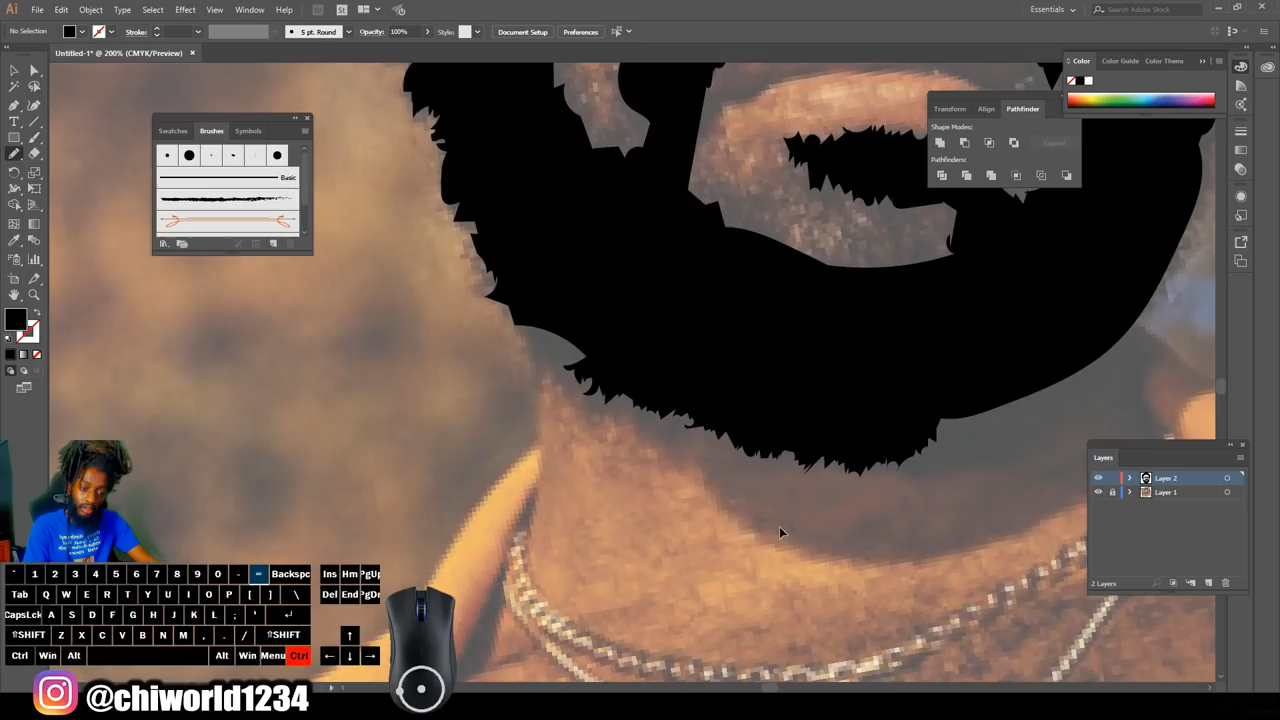 Ai File Edit Object Type Select Effect View Window Help Br St Essentials Search Adobe Stock
No Selection Stroke: 5 pt. Round Opacity: 100% Style: Document Setup Preferences
Untitled-1* @ 200% (CMYK/Preview) ×
Color Color Guide Color Theme
Swatches Brushes Symbols
Basic
Transform Align Pathfinder
Shape Modes:
Expand
Pathfinders:
Layers
Layer 2
Layer 1
2 Layers
` 1 2 3 4 5 6 7 8 9 0 - = Backspc Ins Hm PgUp
Tab Q W E R T Y U I O P [ ] \ Del End PgDn
CapsLck A S D F G H J K L ; '
SHIFT Z X C V B N M , . / SHIFT
Ctrl Win Alt Alt Win Menu Ctrl
@chiworld1234